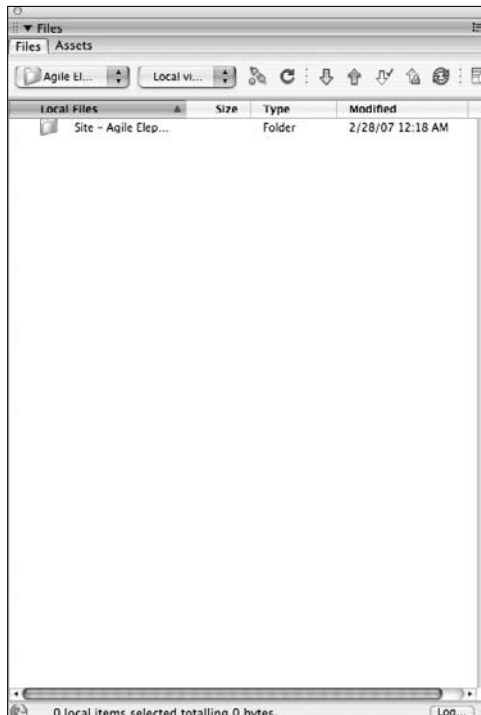 Files
Files Assets
Agile El... Local vi...
Local Files Size Type Modified
Site – Agile Elep... Folder 2/28/07 12:18 AM
0 local items selected totalling 0 bytes. Log...